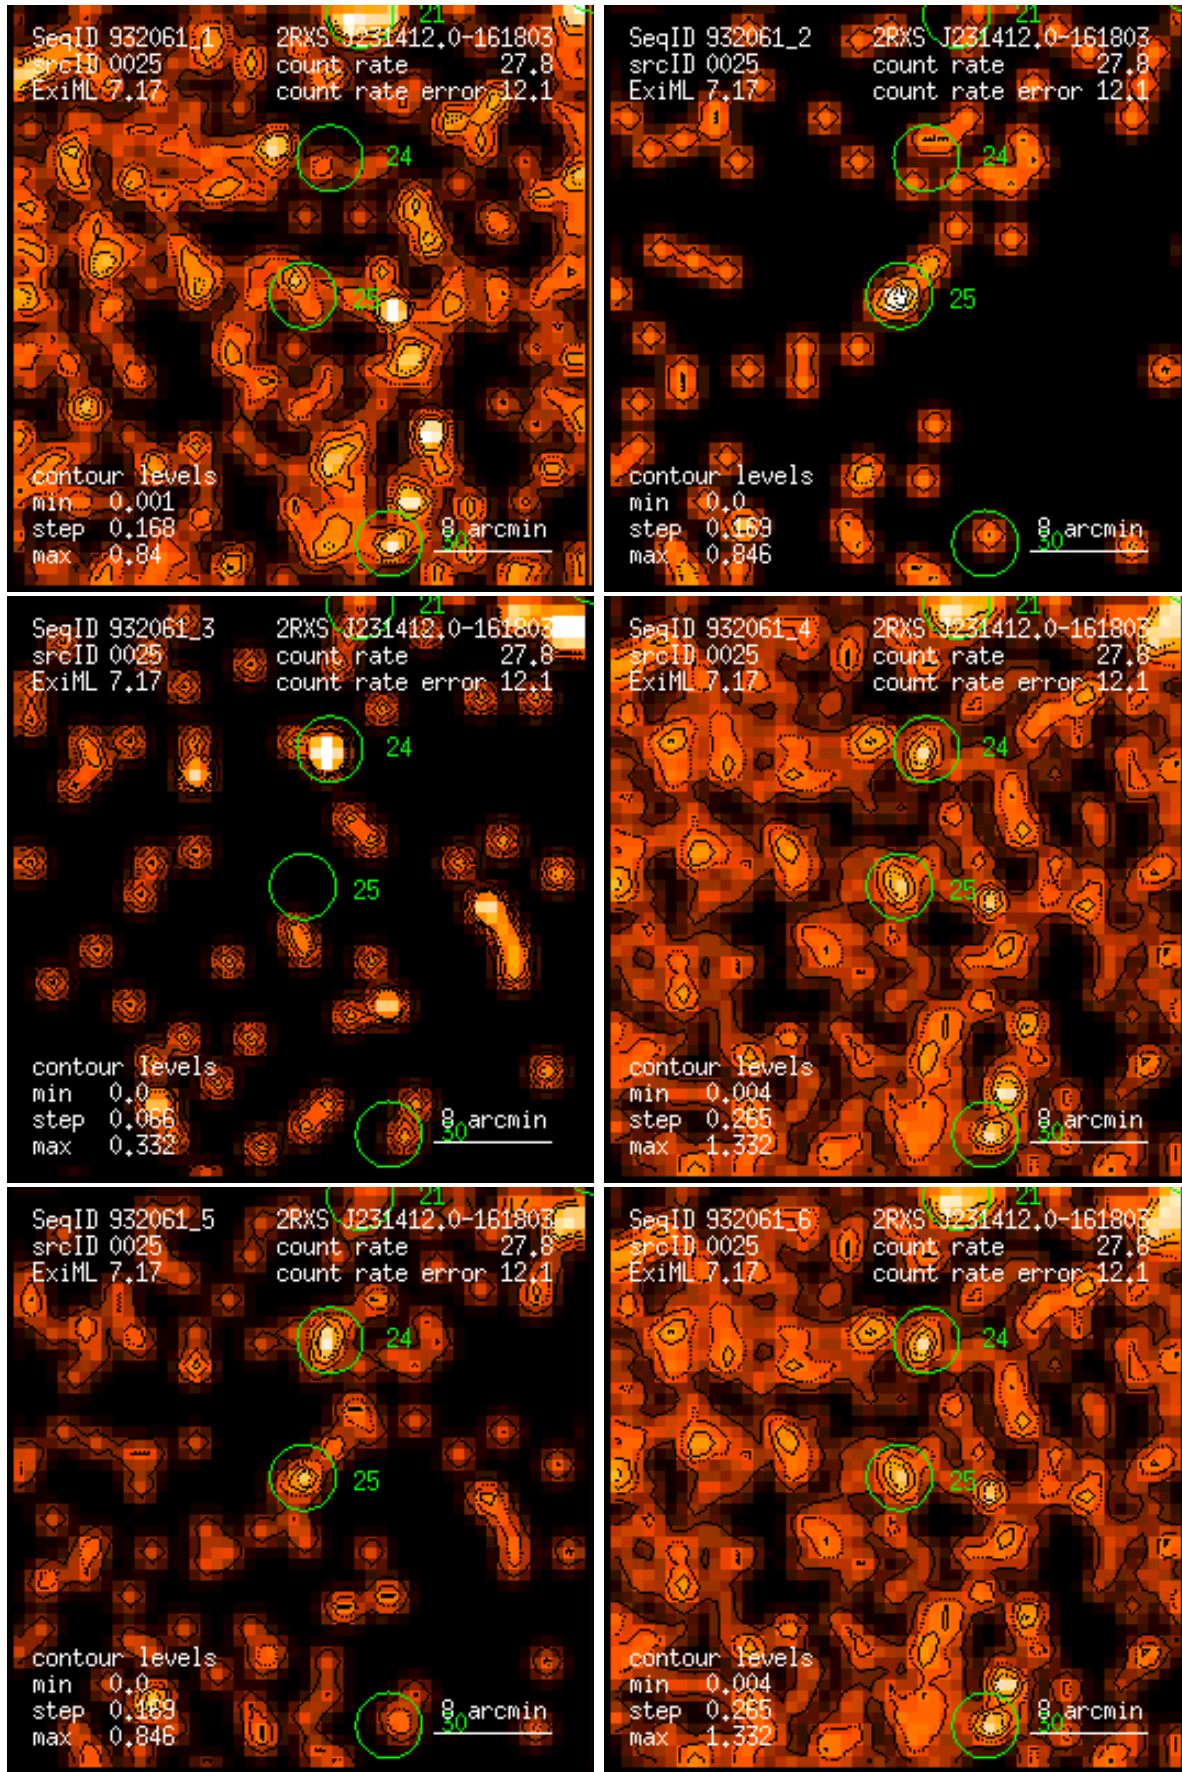 21
SeqID 932061_1 2RXS J231412.0-161803
srcID 0025 count rate 27.8
ExiML 7.17 count rate error 12.1
24
25
contour levels
min 0.001
step 0.168 8 arcmin
30
max 0.84
21
SeqID 932061_2 2RXS J231412.0-161803
srcID 0025 count rate 27.8
ExiML 7.17 count rate error 12.1
24
25
contour levels
min 0.0
step 0.169 8 arcmin
30
max 0.846
21
SeqID 932061_3 2RXS J231412.0-161803
srcID 0025 count rate 27.8
ExiML 7.17 count rate error 12.1
24
25
contour levels
min 0.0
step 0.066 8 arcmin
30
max 0.332
21
SeqID 932061_4 2RXS J231412.0-161803
srcID 0025 count rate 27.8
ExiML 7.17 count rate error 12.1
24
25
contour levels
min 0.004
step 0.265 8 arcmin
30
max 1.332
21
SeqID 932061_5 2RXS J231412.0-161803
srcID 0025 count rate 27.8
ExiML 7.17 count rate error 12.1
24
25
contour levels
min 0.0
step 0.169 8 arcmin
30
max 0.846
21
SeqID 932061_6 2RXS J231412.0-161803
srcID 0025 count rate 27.8
ExiML 7.17 count rate error 12.1
24
25
contour levels
min 0.004
step 0.265 8 arcmin
30
max 1.332